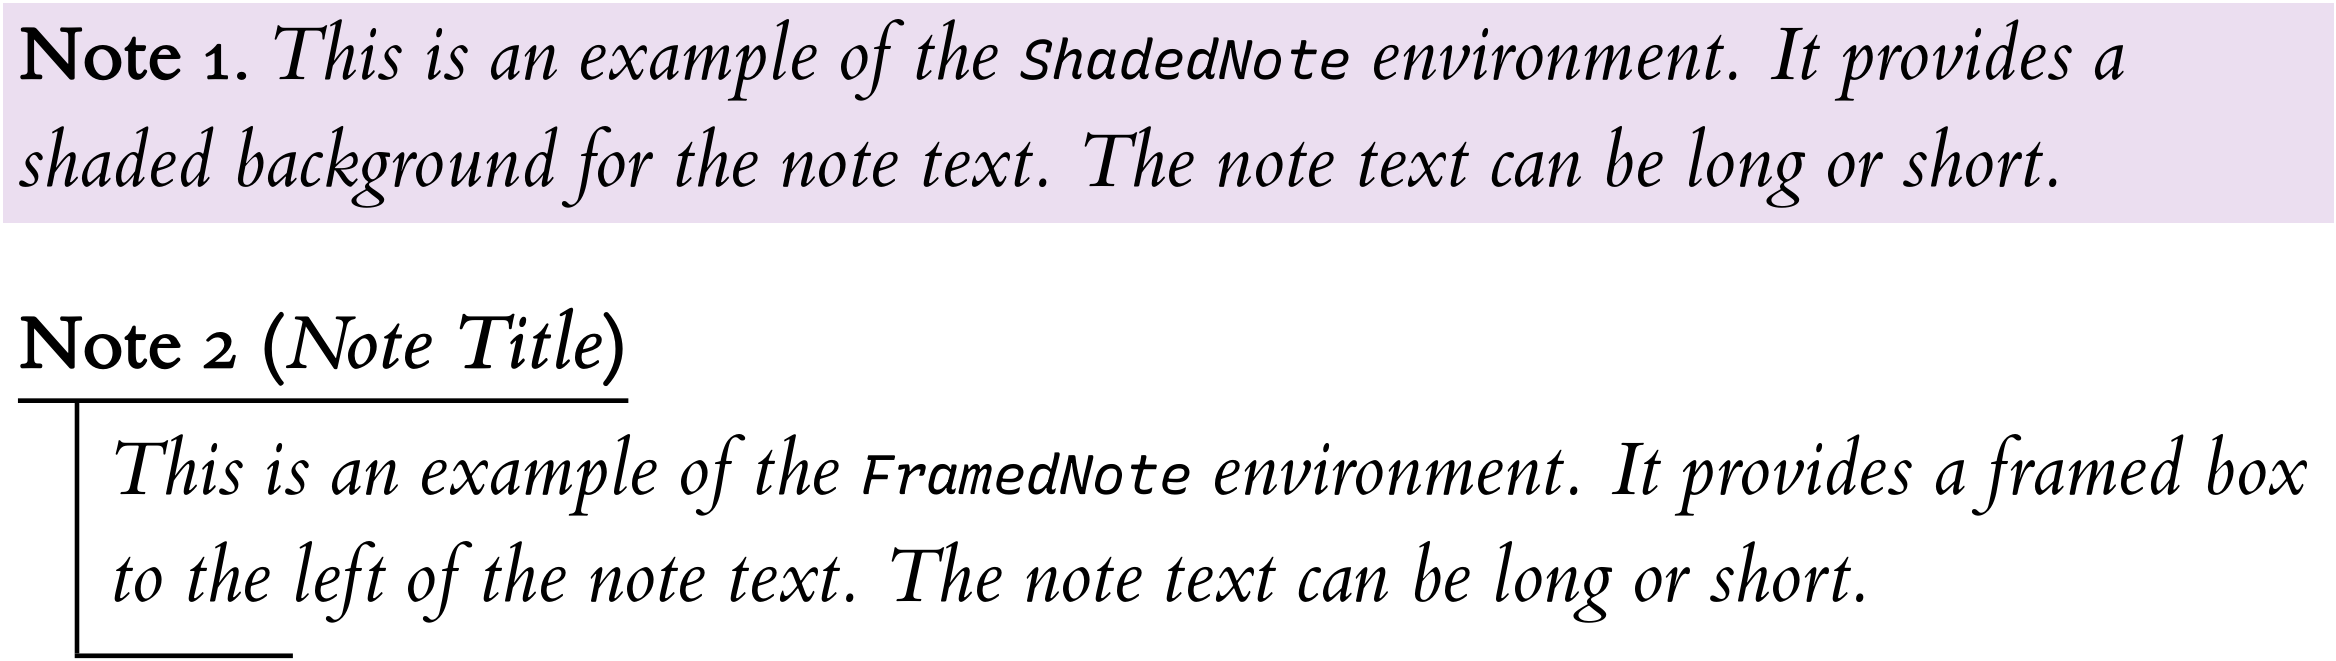 Note 1. This is an example of the ShadedNote environment. It provides a
shaded background for the note text. The note text can be long or short.
Note 2 (Note Title)
This is an example of the FramedNote environment. It provides a framed box
to the left of the note text. The note text can be long or short.